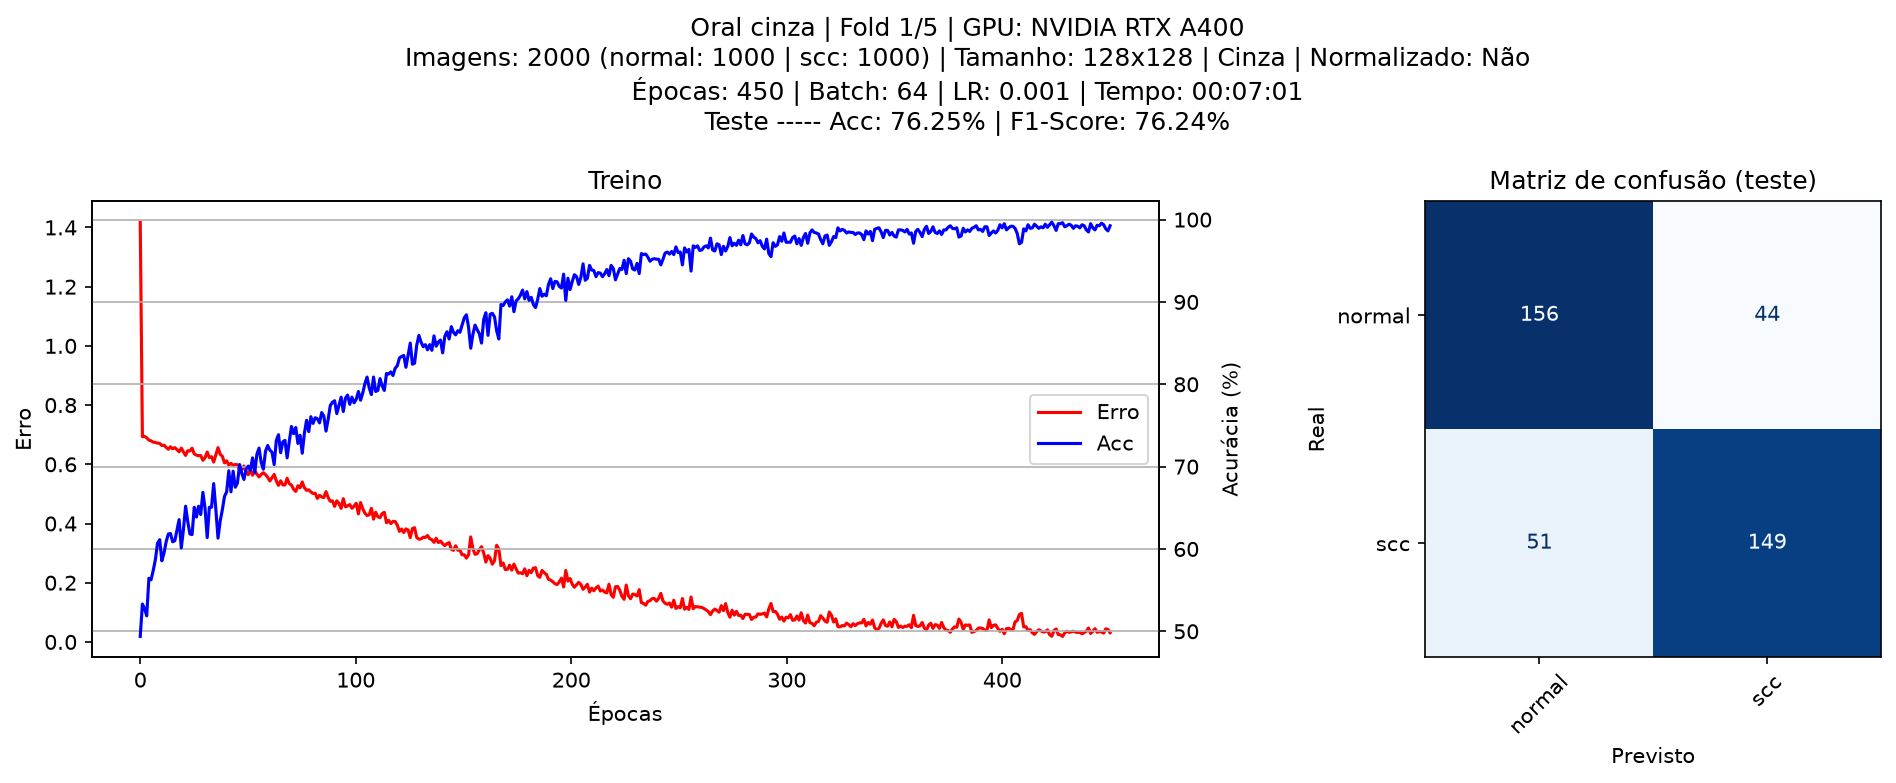 Oral cinza | Fold 1/5 | GPU: NVIDIA RTX A400
Imagens: 2000 (normal: 1000 | scc: 1000) | Tamanho: 128x128 | Cinza | Normalizado: Não
Épocas: 450 | Batch: 64 | LR: 0.001 | Tempo: 00:07:01
Teste ----- Acc: 76.25% | F1-Score: 76.24%
Treino
1.4
1.2
1.0
0.8
0.6
0.4
0.2
0.0
Erro
0
100
200
300
400
Épocas
100
90
80
70
60
50
Acurácia (%)
Erro
Acc
Matriz de confusão (teste)
Real
normal
156
44
scc
51
149
normal
scc
Previsto